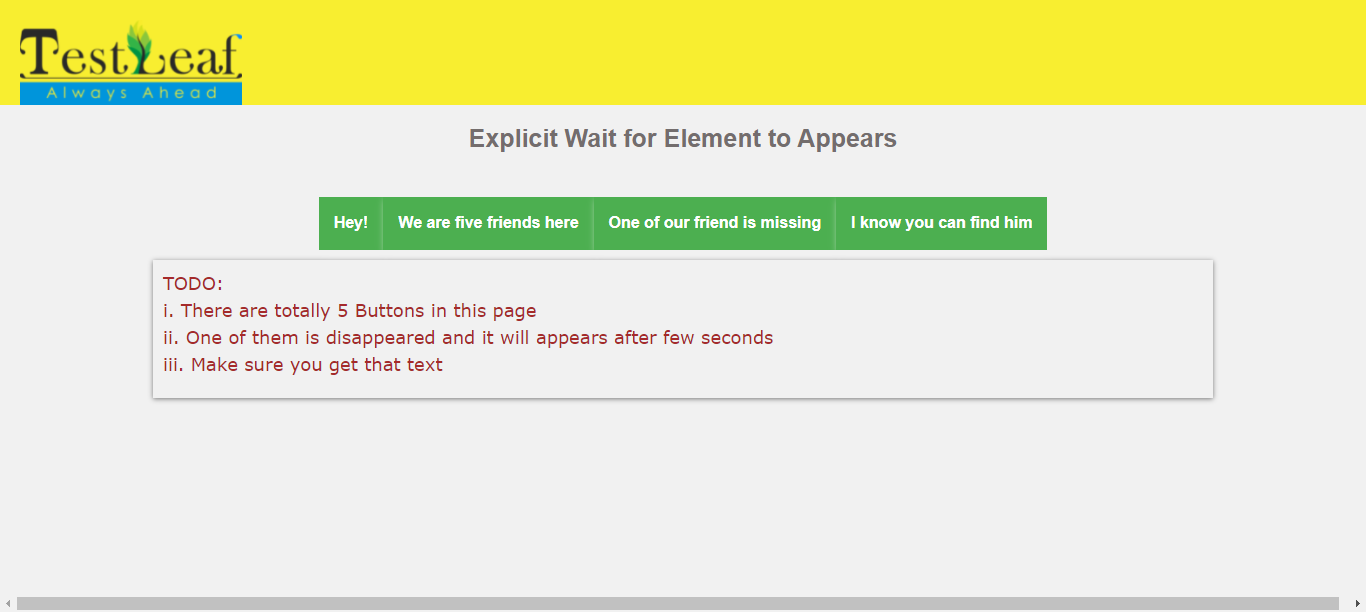 TestLeaf
Always Ahead
Explicit Wait for Element to Appears
Hey! We are five friends here One of our friend is missing I know you can find him
TODO:
i. There are totally 5 Buttons in this page
ii. One of them is disappeared and it will appears after few seconds
iii. Make sure you get that text